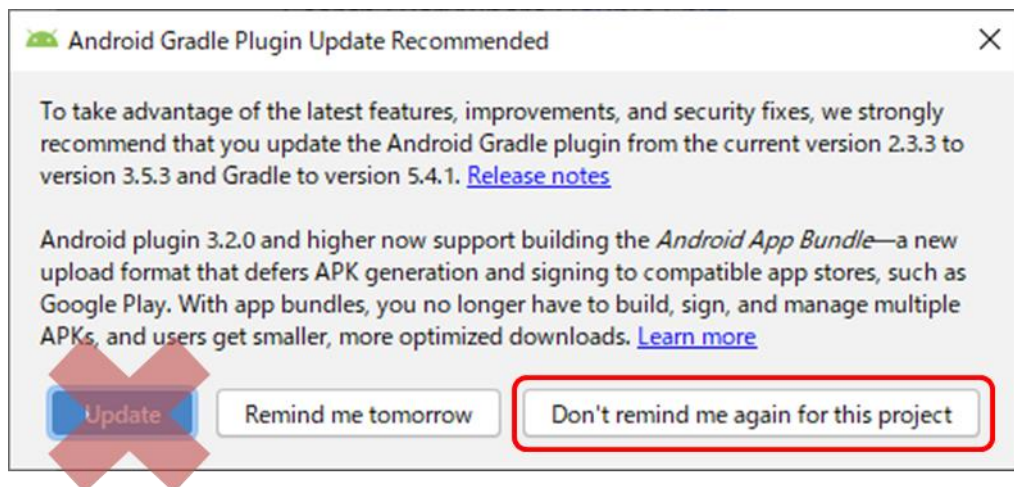 Android Gradle Plugin Update Recommended
To take advantage of the latest features, improvements, and security fixes, we strongly
recommend that you update the Android Gradle plugin from the current version 2.3.3 to
version 3.5.3 and Gradle to version 5.4.1. Release notes
Android plugin 3.2.0 and higher now support building the Android App Bundle—a new
upload format that defers APK generation and signing to compatible app stores, such as
Google Play. With app bundles, you no longer have to build, sign, and manage multiple
APKs, and users get smaller, more optimized downloads. Learn more
Update Remind me tomorrow Don't remind me again for this project